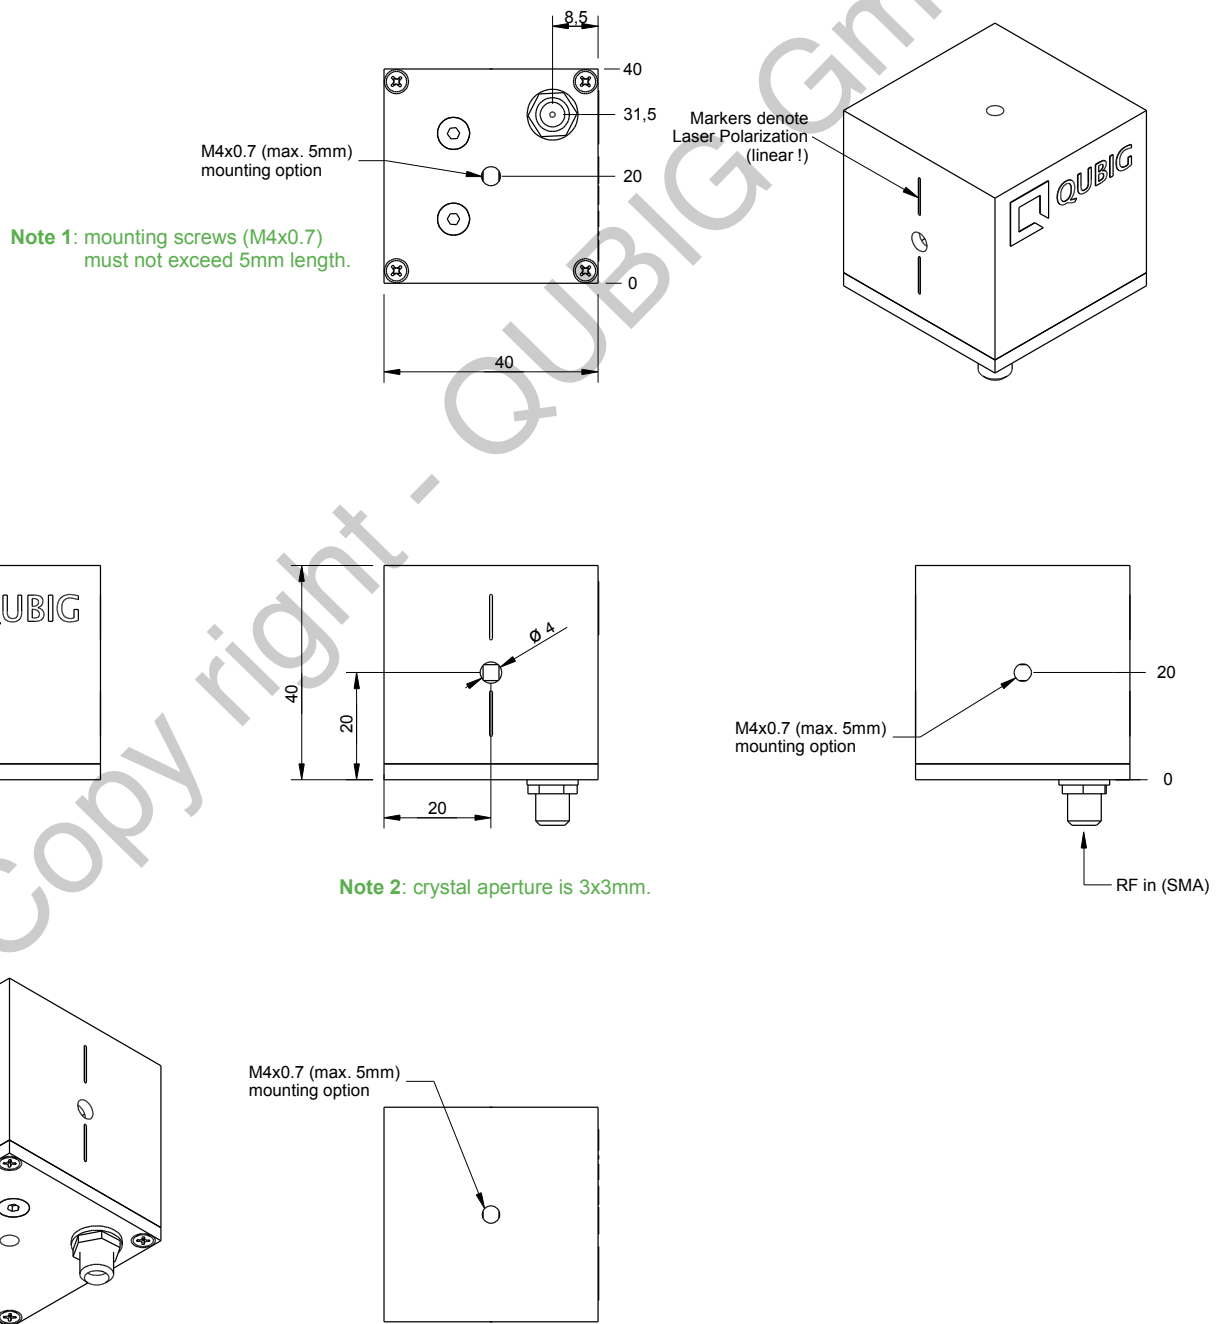 8,5
40
31,5
20
0
40
M4x0.7 (max. 5mm)
mounting option
Note 1: mounting screws (M4x0.7)
must not exceed 5mm length.
Markers denote
Laser Polarization
(linear !)
QUBIG
UBIG
40
20
20
Ø 4
Note 2: crystal aperture is 3x3mm.
M4x0.7 (max. 5mm)
mounting option
20
0
RF in (SMA)
M4x0.7 (max. 5mm)
mounting option
Copy right - QUBIG Gm